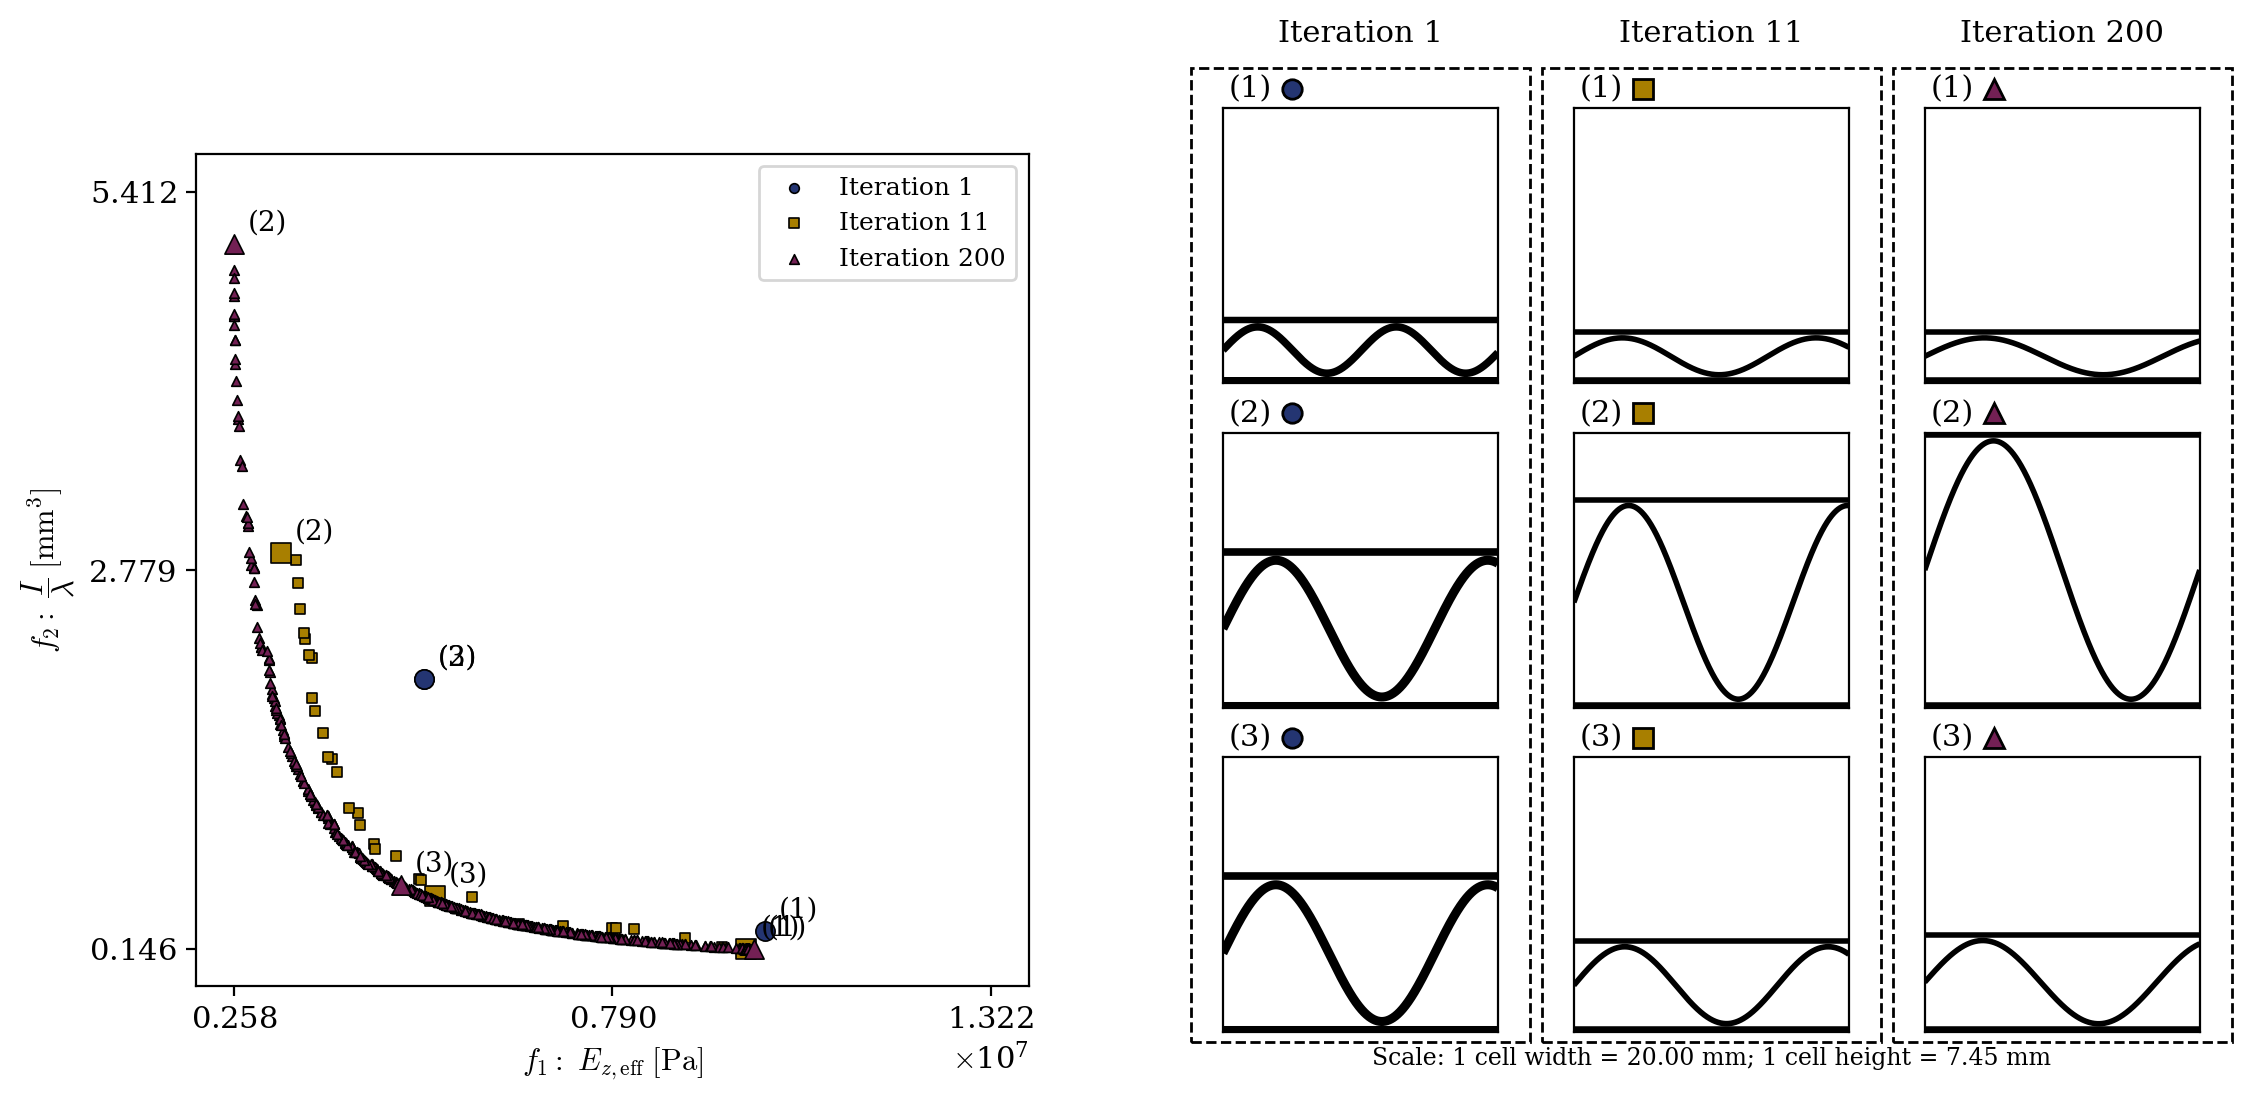 Iteration 1
Iteration 11
Iteration 200
(1)
(1)
(1)
(2)
(2)
(2)
(3)
(3)
(3)
Scale: 1 cell width = 20.00 mm; 1 cell height = 7.45 mm
5.412
2.779
0.146
f₂ : I/λ [mm³]
Iteration 1
Iteration 11
Iteration 200
(2)
(2)
(3)
(3)
(1)
0.258
0.790
1.322
×10⁷
f₁ : E_{z,eff} [Pa]